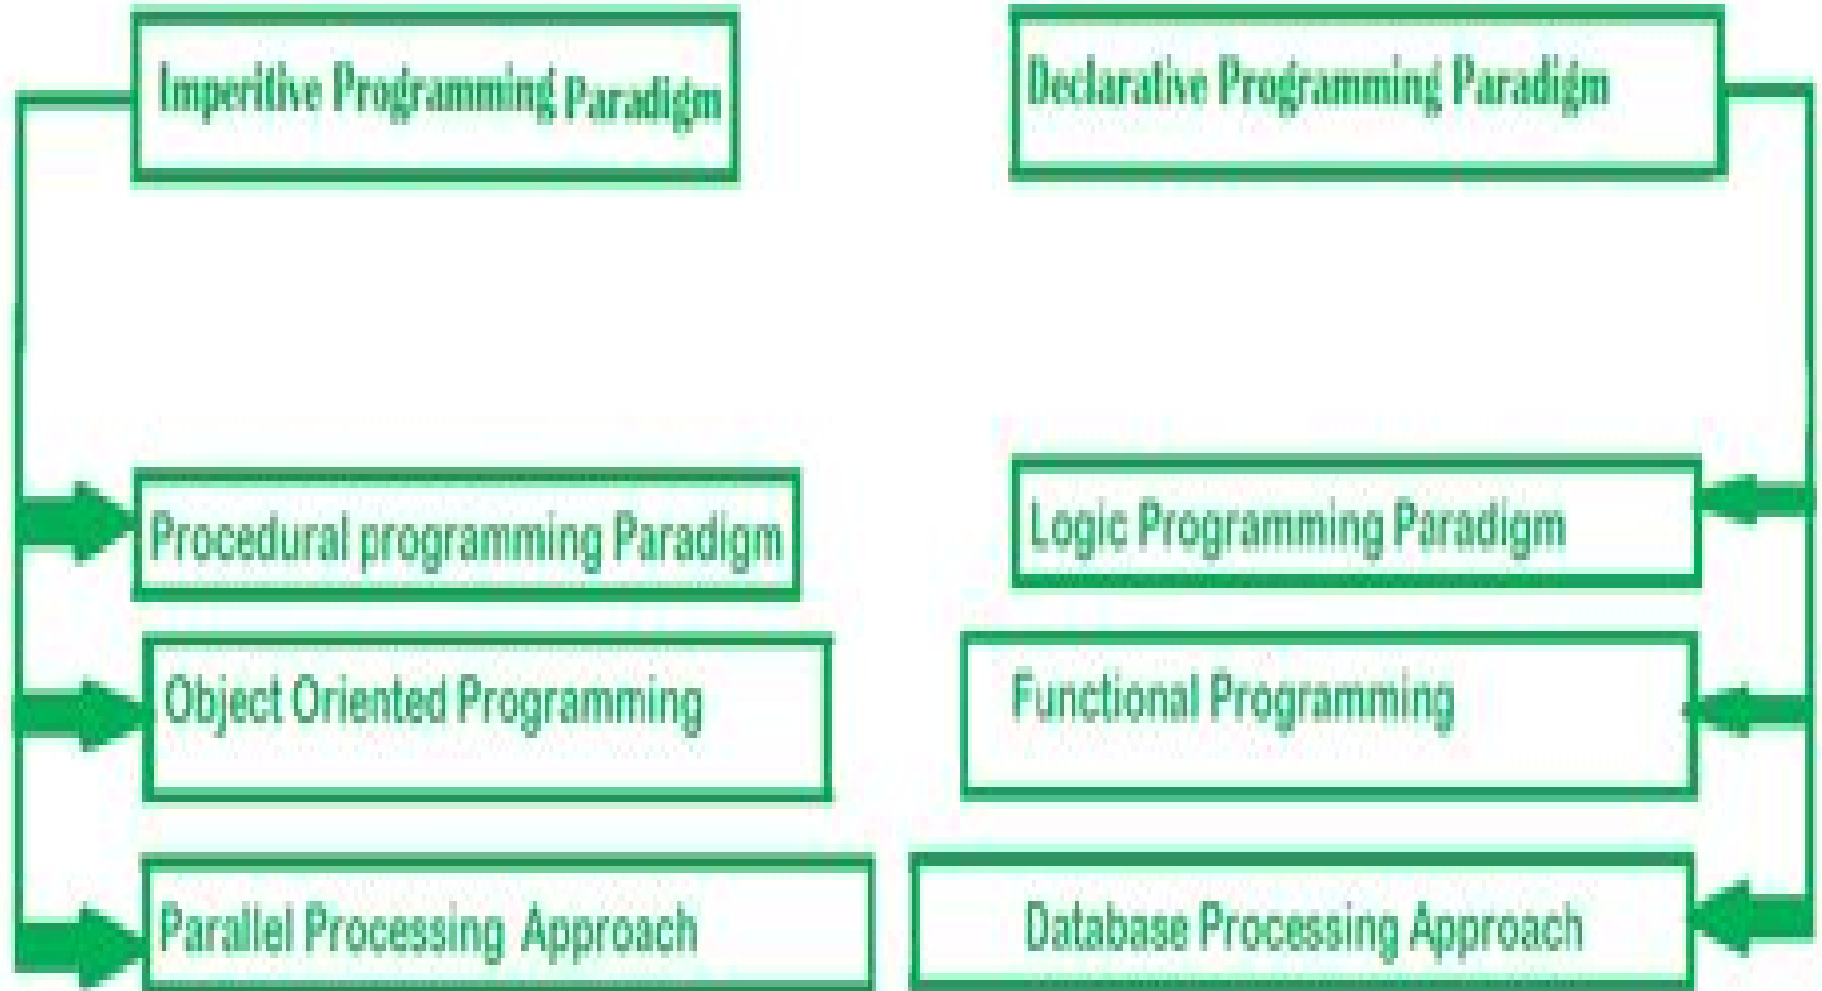 Imperitive Programming Paradigm
Declarative Programming Paradigm
Procedural programming Paradigm
Logic Programming Paradigm
Object Oriented Programming
Functional Programming
Parallel Processing Approach
Database Processing Approach